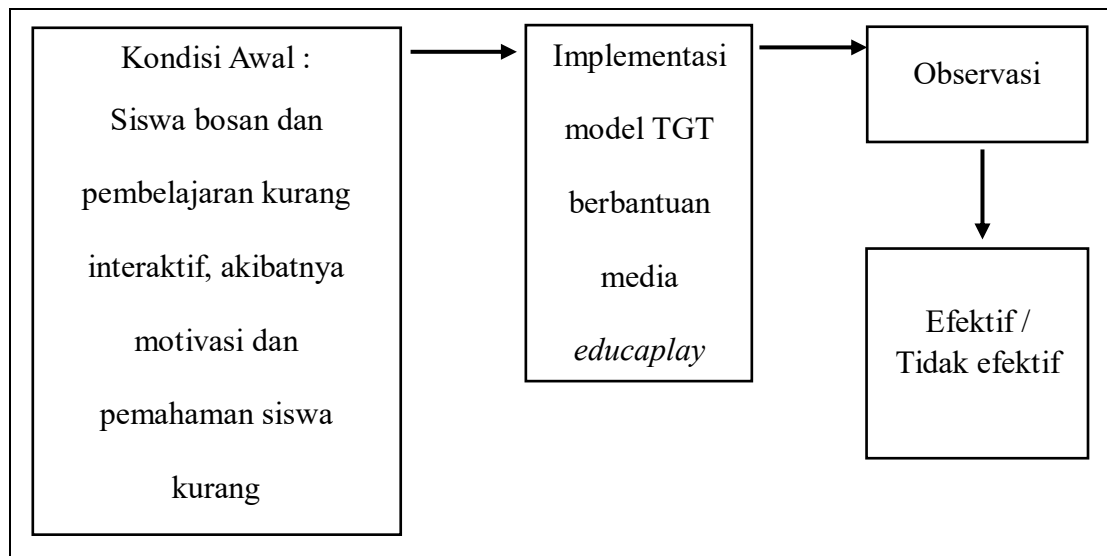 Kondisi Awal :
Siswa bosan dan
pembelajaran kurang
interaktif, akibatnya
motivasi dan
pemahaman siswa
kurang
Implementasi
model TGT
berbantuan
media
educaplay
Observasi
Efektif /
Tidak efektif